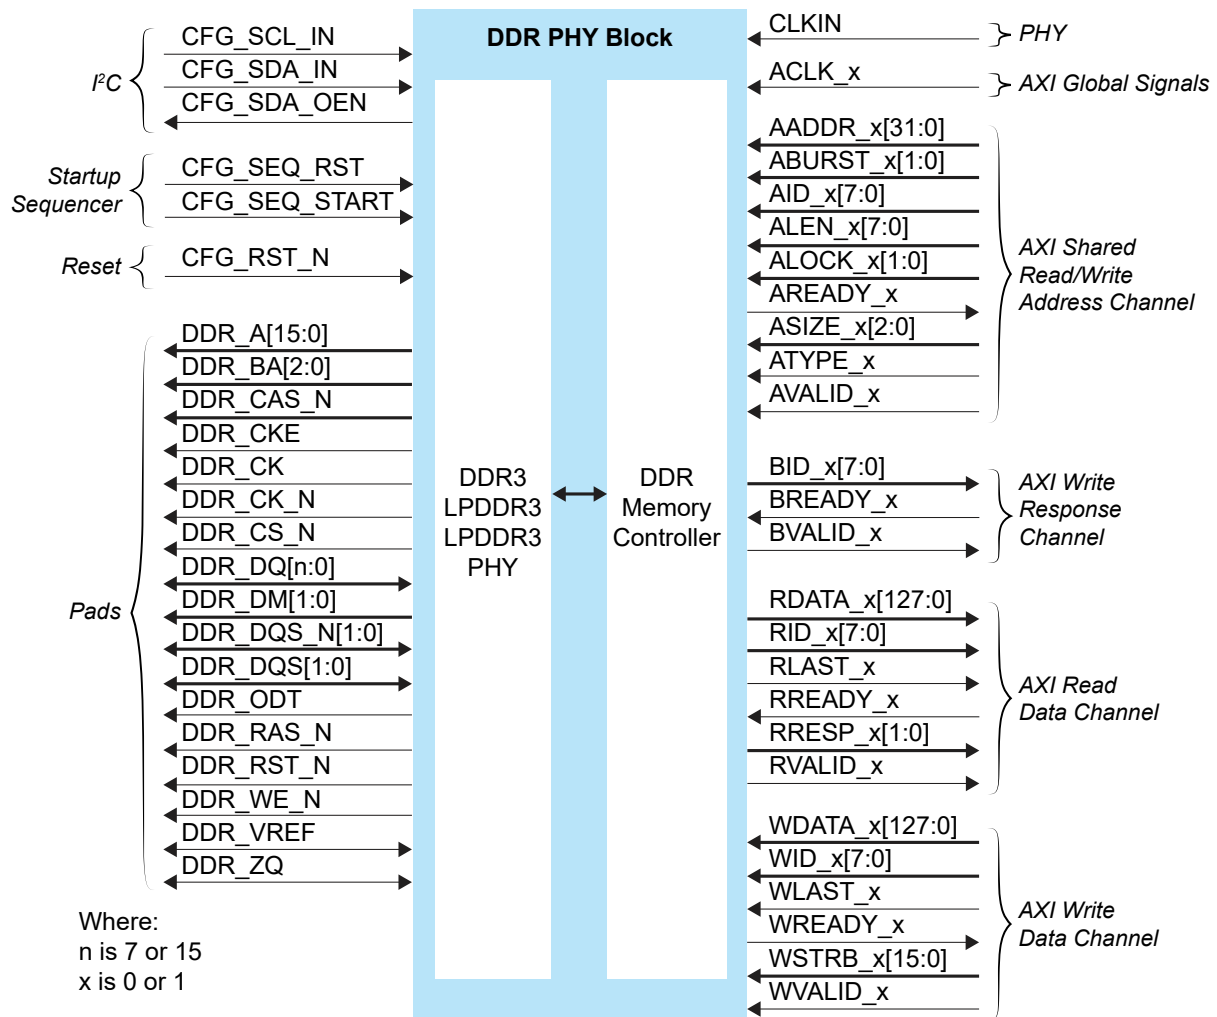 DDR PHY Block
I²C
CFG_SCL_IN
CFG_SDA_IN
CFG_SDA_OEN
Startup
Sequencer
CFG_SEQ_RST
CFG_SEQ_START
Reset
CFG_RST_N
Pads
DDR_A[15:0]
DDR_BA[2:0]
DDR_CAS_N
DDR_CKE
DDR_CK
DDR_CK_N
DDR_CS_N
DDR_DQ[n:0]
DDR_DM[1:0]
DDR_DQS_N[1:0]
DDR_DQS[1:0]
DDR_ODT
DDR_RAS_N
DDR_RST_N
DDR_WE_N
DDR_VREF
DDR_ZQ
Where:
n is 7 or 15
x is 0 or 1
DDR3
LPDDR3
LPDDR3
PHY
DDR
Memory
Controller
CLKIN
PHY
ACLK_x
AXI Global Signals
AADDR_x[31:0]
ABURST_x[1:0]
AID_x[7:0]
ALEN_x[7:0]
ALOCK_x[1:0]
AREADY_x
ASIZE_x[2:0]
ATYPE_x
AVALID_x
AXI Shared
Read/Write
Address Channel
BID_x[7:0]
BREADY_x
BVALID_x
AXI Write
Response
Channel
RDATA_x[127:0]
RID_x[7:0]
RLAST_x
RREADY_x
RRESP_x[1:0]
RVALID_x
AXI Read
Data Channel
WDATA_x[127:0]
WID_x[7:0]
WLAST_x
WREADY_x
WSTRB_x[15:0]
WVALID_x
AXI Write
Data Channel